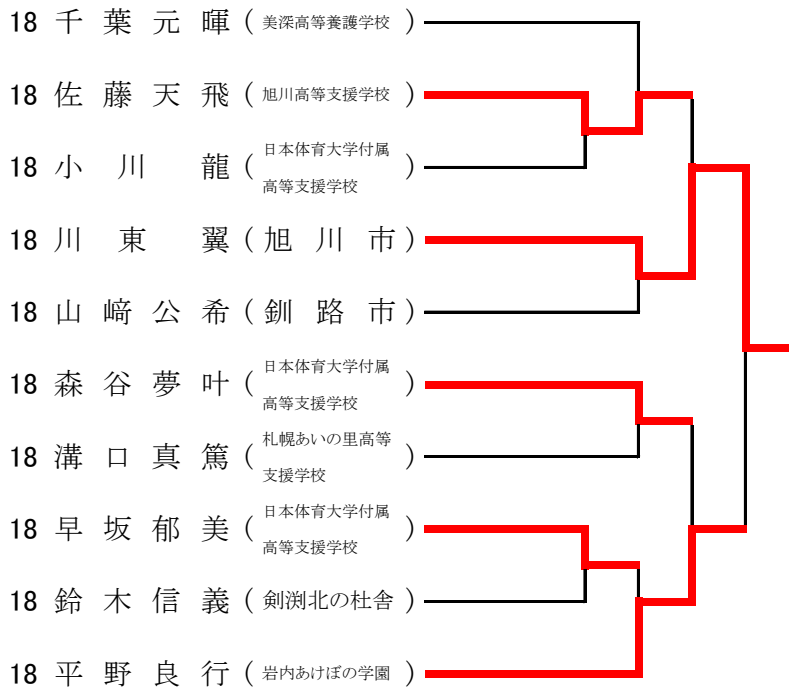 18 千葉元暉（美深高等養護学校）
18 佐藤天飛（旭川高等支援学校）
18 小川龍（日本体育大学付属
高等支援学校）
18 川東翼（旭川市）
18 山﨑公希（釧路市）
18 森谷夢叶（日本体育大学付属
高等支援学校）
18 溝口真篤（札幌あいの里高等
支援学校）
18 早坂郁美（日本体育大学付属
高等支援学校）
18 鈴木信義（剣渕北の杜舎）
18 平野良行（岩内あけぼの学園）